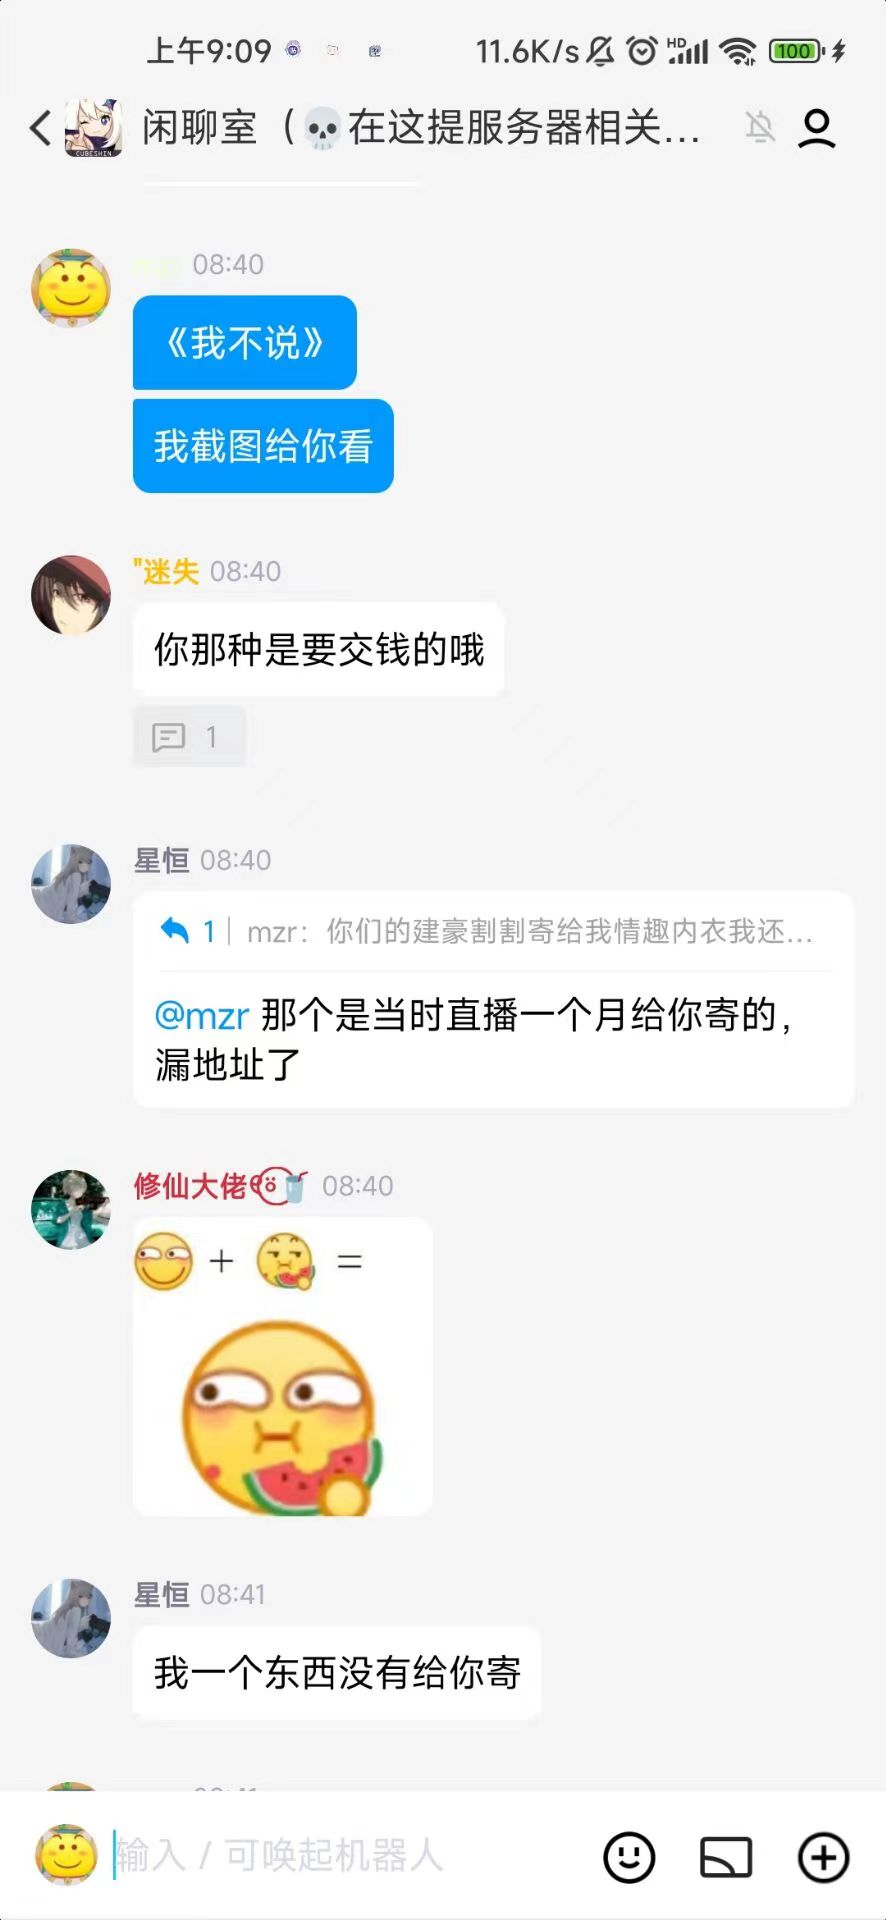 上午9:09
11.6K/s
HD
100
CUBESHIN
闲聊室（💀在这提服务器相关...
mzr 08:40
《我不说》
我截图给你看
"迷失 08:40
你那种是要交钱的哦
1
星恒 08:40
1 | mzr：你们的建豪割割寄给我情趣内衣我还...
@mzr 那个是当时直播一个月给你寄的，
漏地址了
修仙大佬 08:40
+ =
星恒 08:41
我一个东西没有给你寄
输入 / 可唤起机器人